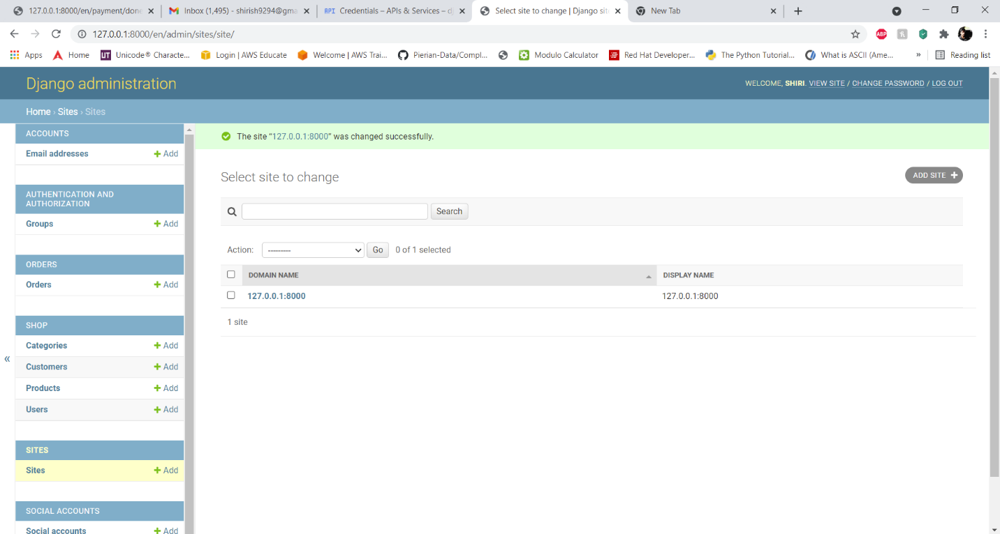 127.0.0.1:8000/en/payment/done
Inbox (1,495) - shirish9294@gma
API Credentials – APIs & Services – d
Select site to change | Django sit
New Tab
127.0.0.1:8000/en/admin/sites/site/
ABP
Apps
Home
UT Unicode® Characte...
Login | AWS Educate
Welcome | AWS Trai...
Pierian-Data/Compl...
Modulo Calculator
Red Hat Developer...
The Python Tutorial...
What is ASCII (Ame...
»
Reading list
Django administration
WELCOME, SHIRI. VIEW SITE / CHANGE PASSWORD / LOG OUT
Home › Sites › Sites
ACCOUNTS
Email addresses + Add
AUTHENTICATION AND
AUTHORIZATION
Groups + Add
ORDERS
Orders + Add
SHOP
Categories + Add
Customers + Add
Products + Add
Users + Add
SITES
Sites + Add
SOCIAL ACCOUNTS
Social accounts + Add
«
The site “127.0.0.1:8000” was changed successfully.
Select site to change
ADD SITE +
Search
Action: --------- Go 0 of 1 selected
DOMAIN NAME DISPLAY NAME
127.0.0.1:8000 127.0.0.1:8000
1 site